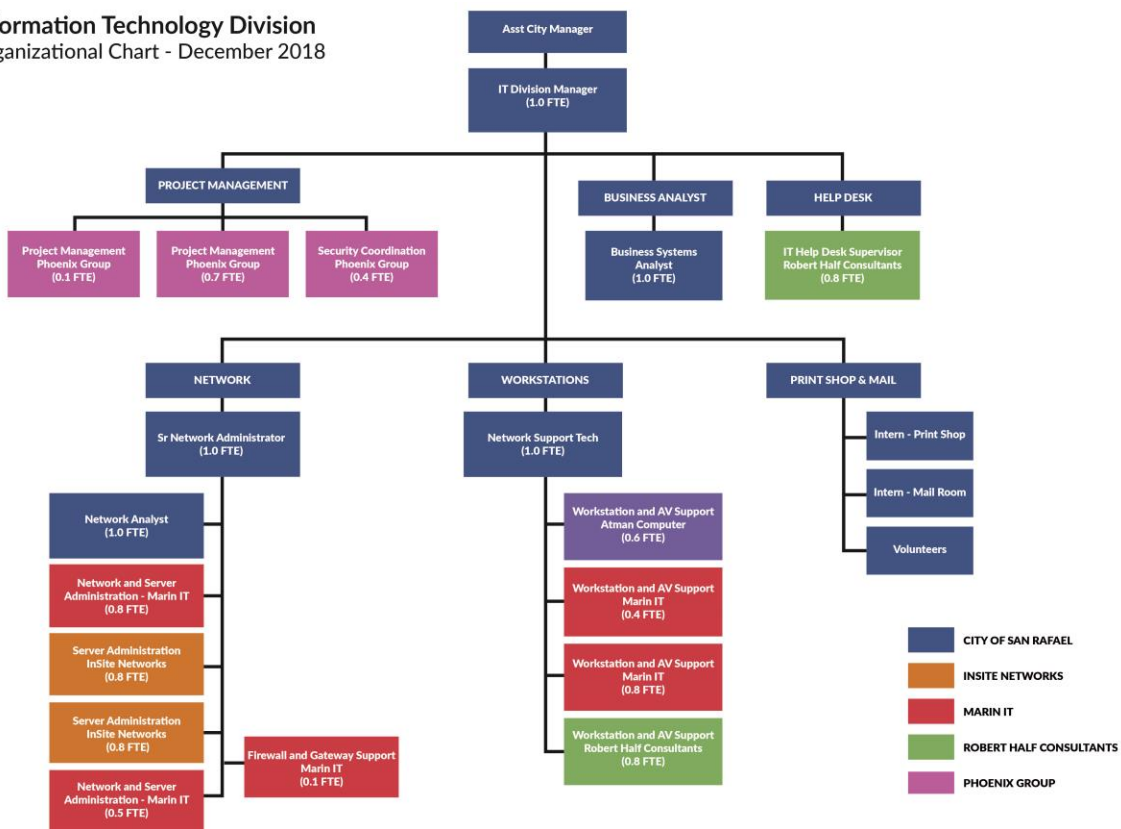 formation Technology Division
ganizational Chart - December 2018
Asst City Manager
IT Division Manager
(1.0 FTE)
PROJECT MANAGEMENT
BUSINESS ANALYST
HELP DESK
Project Management
Phoenix Group
(0.1 FTE)
Project Management
Phoenix Group
(0.7 FTE)
Security Coordination
Phoenix Group
(0.4 FTE)
Business Systems
Analyst
(1.0 FTE)
IT Help Desk Supervisor
Robert Half Consultants
(0.8 FTE)
NETWORK
WORKSTATIONS
PRINT SHOP & MAIL
Sr Network Administrator
(1.0 FTE)
Network Analyst
(1.0 FTE)
Network and Server
Administration - Marin IT
(0.8 FTE)
Server Administration
InSite Networks
(0.8 FTE)
Server Administration
InSite Networks
(0.8 FTE)
Network and Server
Administration - Marin IT
(0.5 FTE)
Firewall and Gateway Support
Marin IT
(0.1 FTE)
Network Support Tech
(1.0 FTE)
Workstation and AV Support
Atman Computer
(0.6 FTE)
Workstation and AV Support
Marin IT
(0.4 FTE)
Workstation and AV Support
Marin IT
(0.8 FTE)
Workstation and AV Support
Robert Half Consultants
(0.8 FTE)
Intern - Print Shop
Intern - Mail Room
Volunteers
CITY OF SAN RAFAEL
INSITE NETWORKS
MARIN IT
ROBERT HALF CONSULTANTS
PHOENIX GROUP